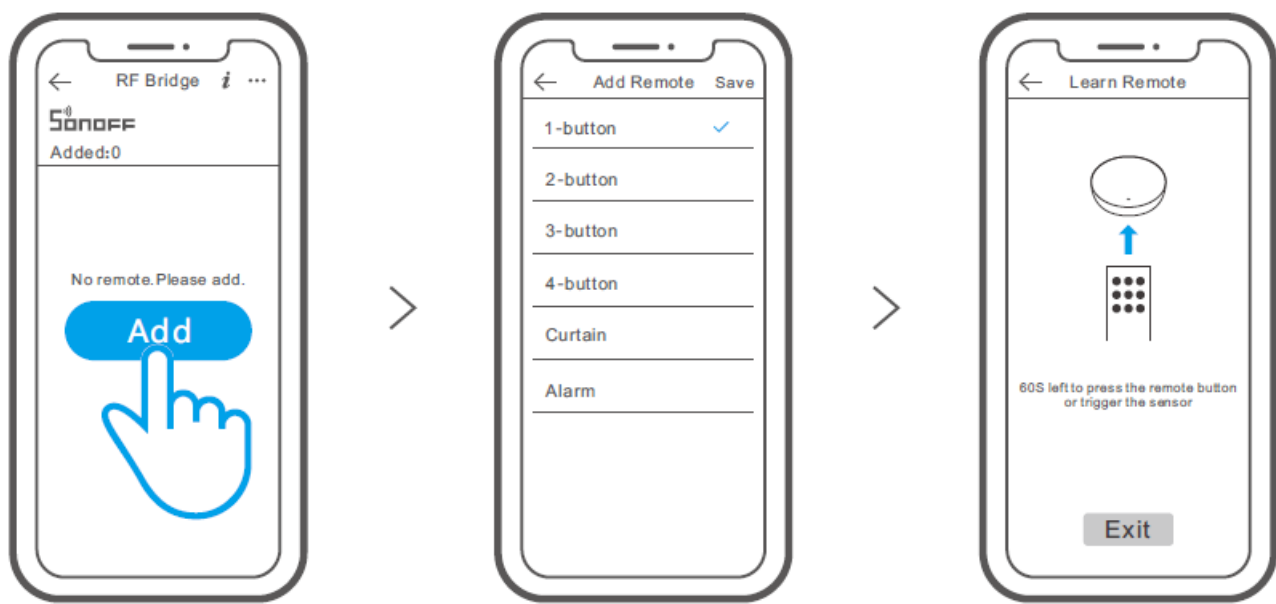 RF Bridge i ...
SONOFF
Added:0
No remote.Please add.
Add
Add Remote Save
1-button
2-button
3-button
4-button
Curtain
Alarm
Learn Remote
60S left to press the remote button
or trigger the sensor
Exit